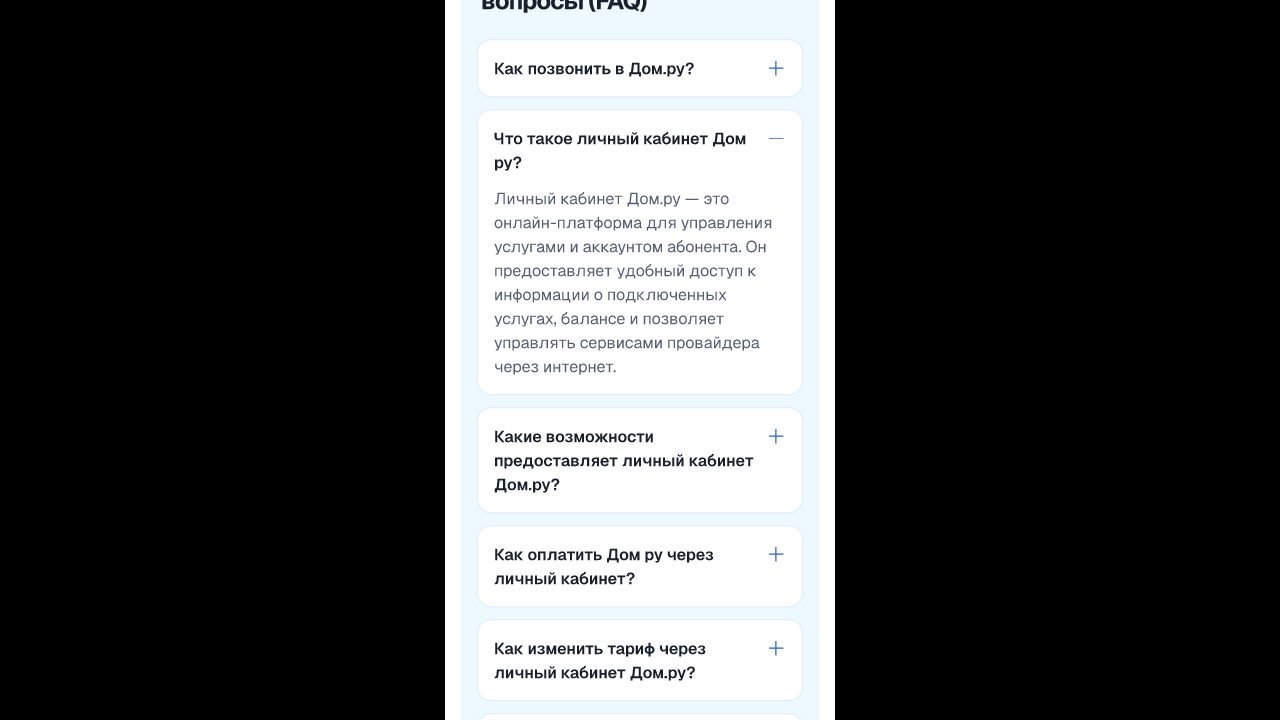 вопросы (FAQ)
Как позвонить в Дом.ру?
Что такое личный кабинет Дом
ру?
Личный кабинет Дом.ру — это
онлайн-платформа для управления
услугами и аккаунтом абонента. Он
предоставляет удобный доступ к
информации о подключенных
услугах, балансе и позволяет
управлять сервисами провайдера
через интернет.
Какие возможности
предоставляет личный кабинет
Дом.ру?
Как оплатить Дом ру через
личный кабинет?
Как изменить тариф через
личный кабинет Дом.ру?